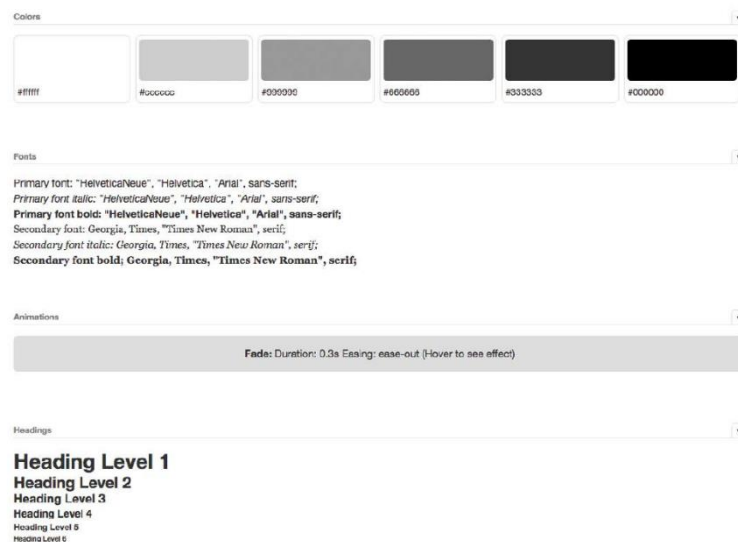 Colors
#ffffff
#cccccc
#999999
#666666
#333333
#000000
Fonts
Primary font: "HelveticaNeue", "Helvetica", "Arial", sans-serif;
Primary font italic: "HelveticaNeue", "Helvetica", "Arial", sans-serif;
Primary font bold: "HelveticaNeue", "Helvetica", "Arial", sans-serif;
Secondary font: Georgia, Times, "Times New Roman", serif;
Secondary font italic: Georgia, Times, "Times New Roman", serif;
Secondary font bold; Georgia, Times, "Times New Roman", serif;
Animations
Fade: Duration: 0.3s Easing: ease-out (Hover to see effect)
Headings
Heading Level 1
Heading Level 2
Heading Level 3
Heading Level 4
Heading Level 5
Heading Level 6